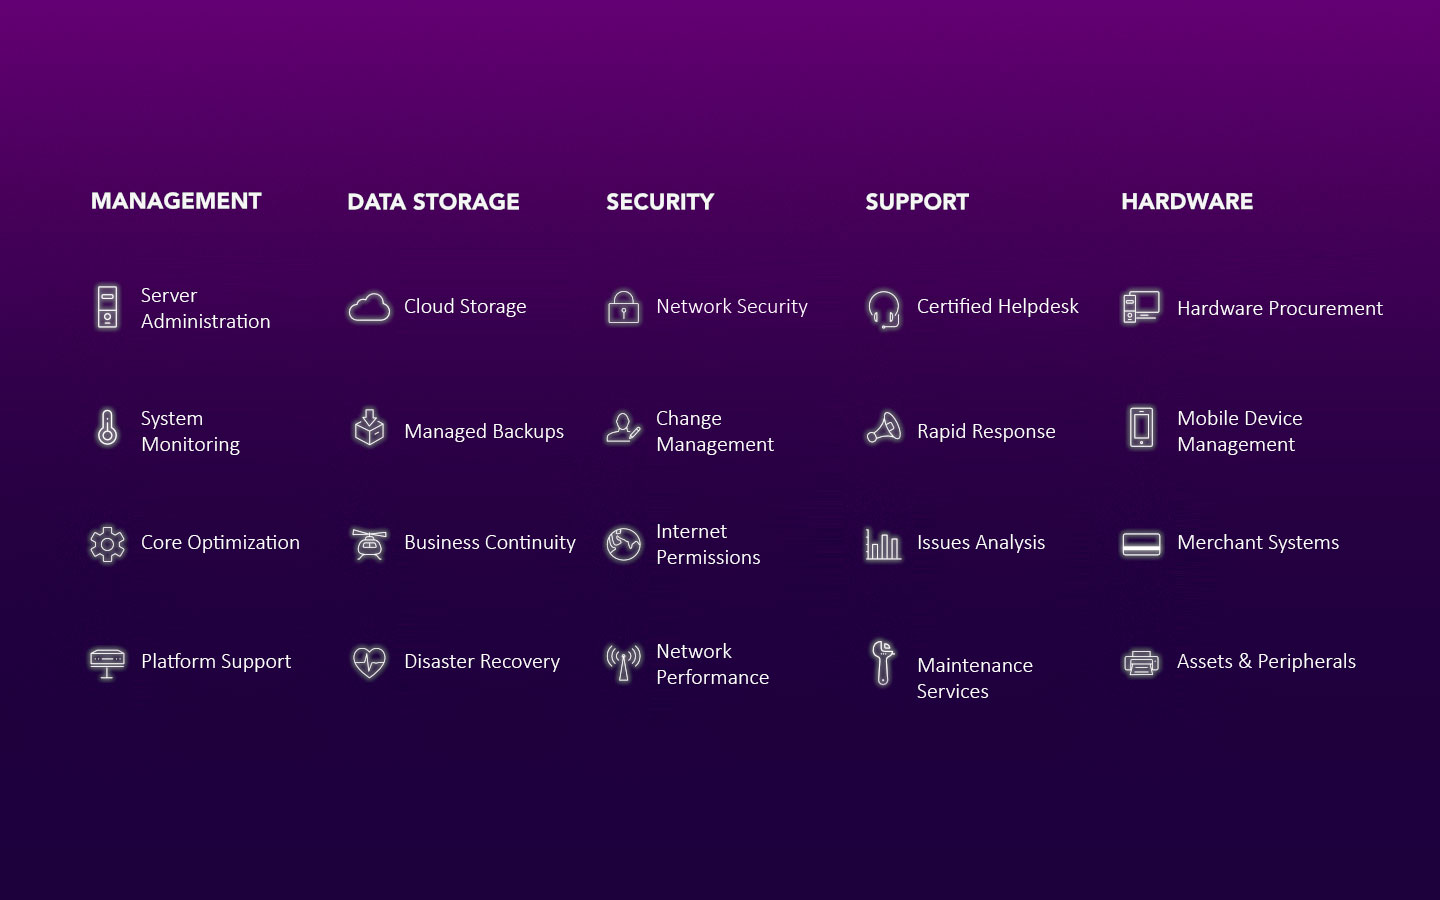 MANAGEMENT
Server
Administration
System
Monitoring
Core Optimization
Platform Support
DATA STORAGE
Cloud Storage
Managed Backups
Business Continuity
Disaster Recovery
SECURITY
Network Security
Change
Management
Internet
Permissions
Network
Performance
SUPPORT
Certified Helpdesk
Rapid Response
Issues Analysis
Maintenance
Services
HARDWARE
Hardware Procurement
Mobile Device
Management
Merchant Systems
Assets & Peripherals